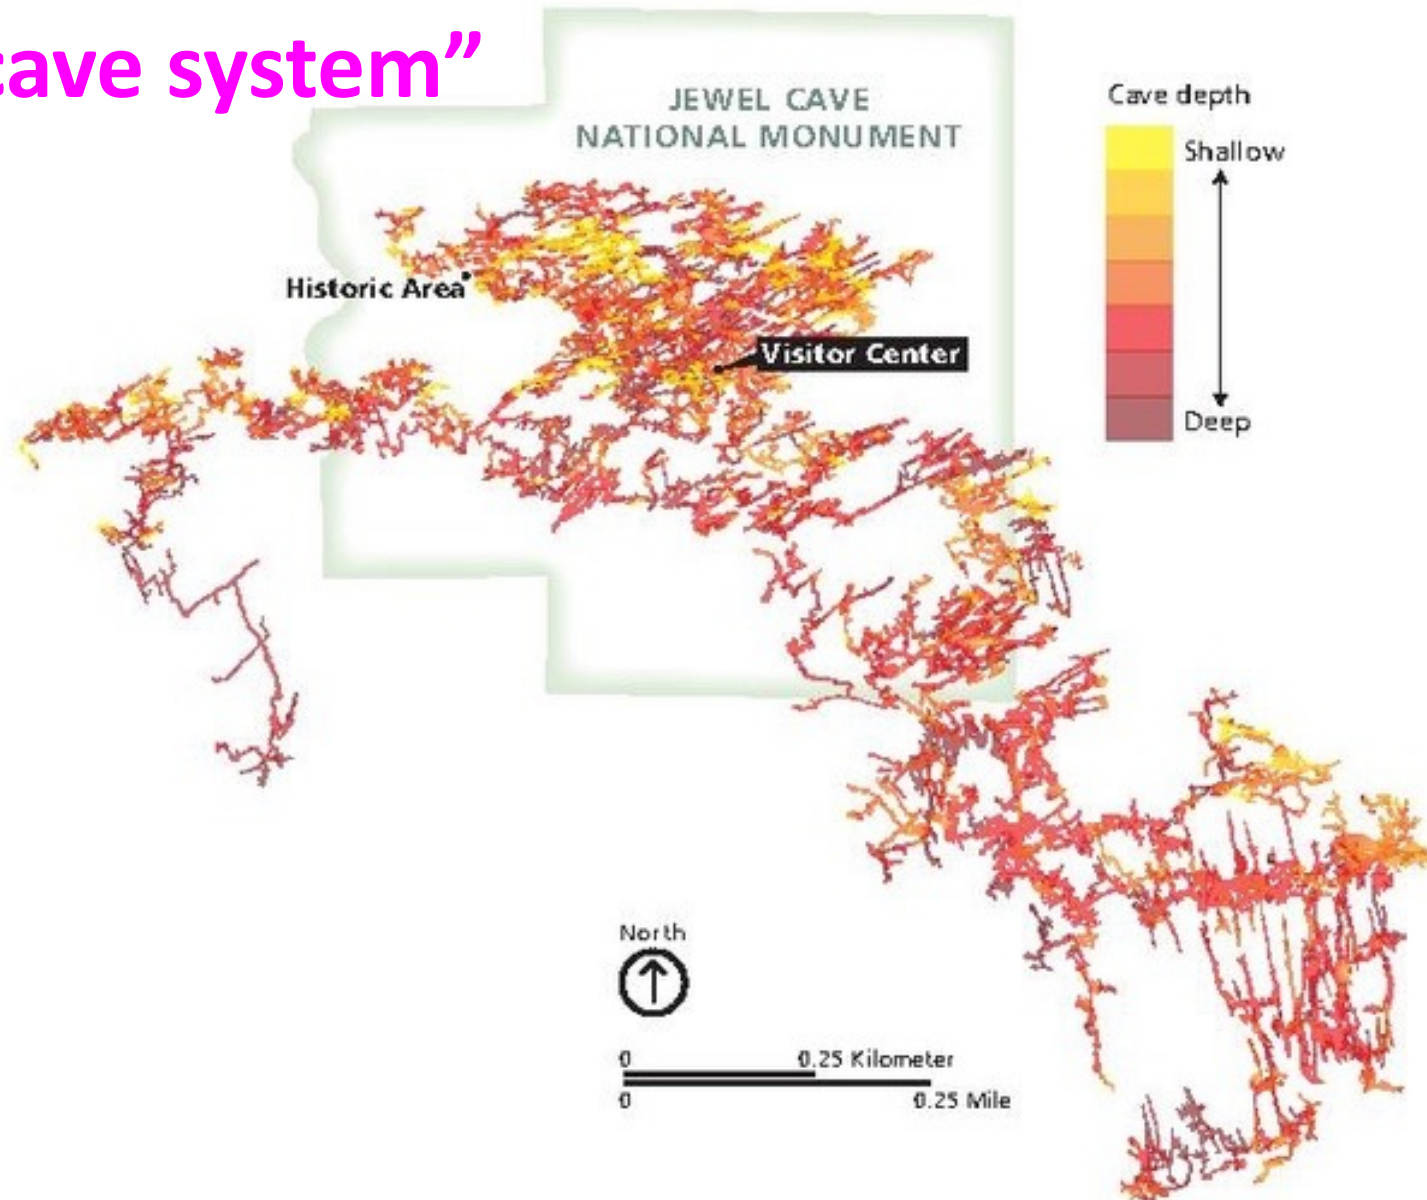 cave system”
JEWEL CAVE
NATIONAL MONUMENT
Cave depth
Shallow
Deep
Historic Area
Visitor Center
North
0 0.25 Kilometer
0 0.25 Mile